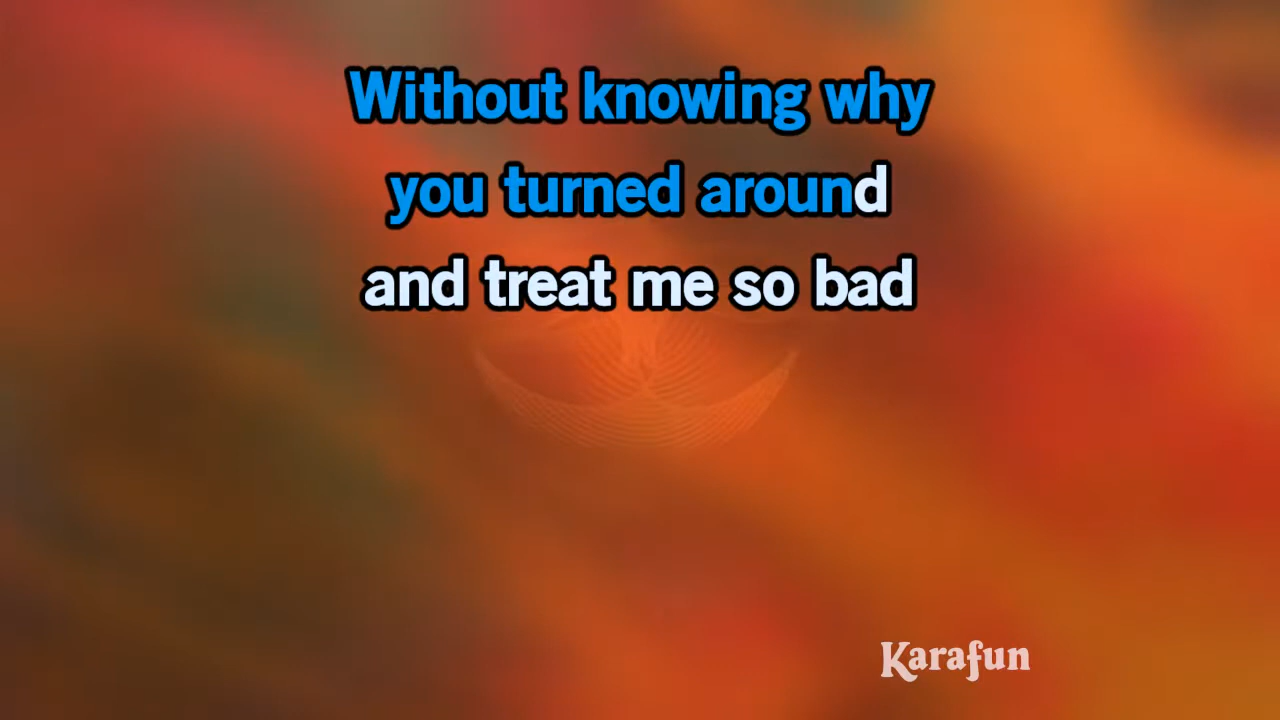 Without knowing why
you turned around
and treat me so bad
Karafun